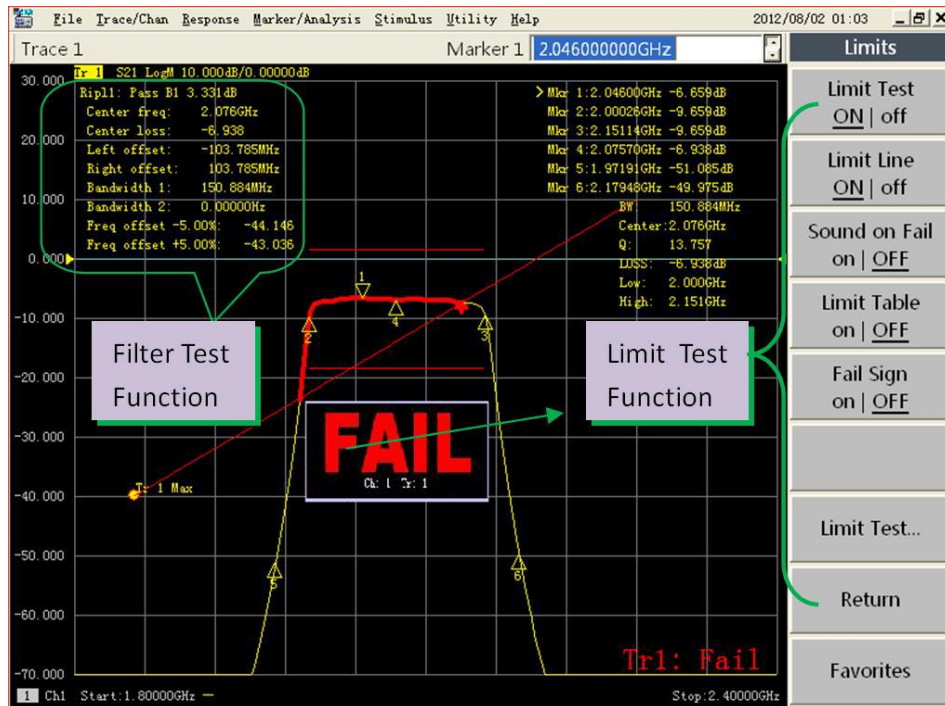 File Trace/Chan Response Marker/Analysis Stimulus Utility Help 2012/08/02 01:03
Trace 1 Marker 1 2.046000000GHz
Limits
Tr 1 S21 LogM 10.000dB/0.00000dB
Ripl1: Pass B1 3.331dB
Center freq: 2.076GHz
Center loss: -6.938
Left offset: -103.785MHz
Right offset: 103.785MHz
Bandwidth 1: 150.884MHz
Bandwidth 2: 0.00000Hz
Freq offset -5.00%: -44.146
Freq offset +5.00%: -43.036
>Mkr 1:2.04600GHz -6.659dB
Mkr 2:2.00026GHz -9.659dB
Mkr 3:2.15114GHz -9.659dB
Mkr 4:2.07570GHz -6.938dB
Mkr 5:1.97191GHz -51.085dB
Mkr 6:2.17948GHz -49.975dB
BW: 150.884MHz
Center:2.076GHz
Q: 13.757
LOSS: -6.938dB
Low: 2.000GHz
High: 2.151GHz
30.000
20.000
10.000
0.000
-10.000
-20.000
-30.000
-40.000
-50.000
-60.000
-70.000
1
2
3
4
5
6
Filter Test
Function
Limit Test
Function
FAIL
Ch: 1 Tr: 1
Tr 1 Max
Tr1: Fail
1 Ch1 Start:1.80000GHz
Stop:2.40000GHz
Limit Test
ON | off
Limit Line
ON | off
Sound on Fail
on | OFF
Limit Table
on | OFF
Fail Sign
on | OFF
Limit Test...
Return
Favorites